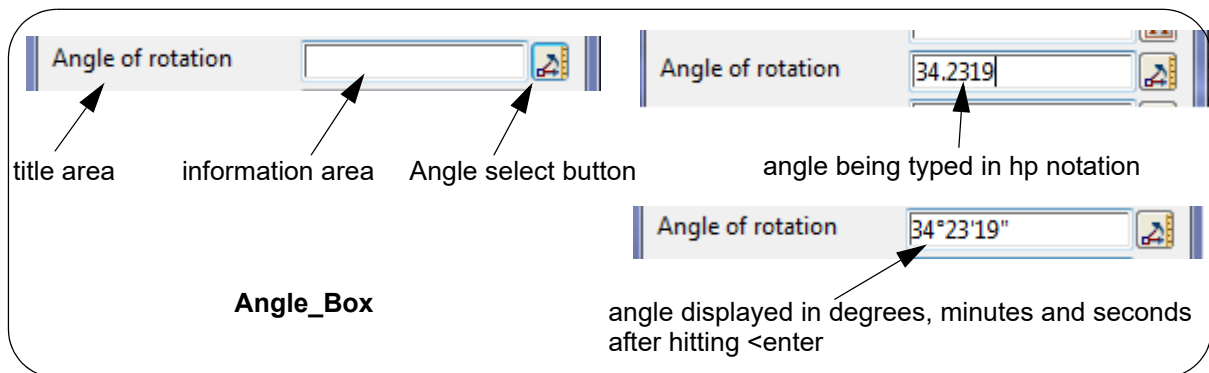 Angle of rotation
title area
information area
Angle select button
Angle of rotation
34.2319
angle being typed in hp notation
Angle of rotation
34°23'19"
angle displayed in degrees, minutes and seconds
after hitting <enter
Angle_Box